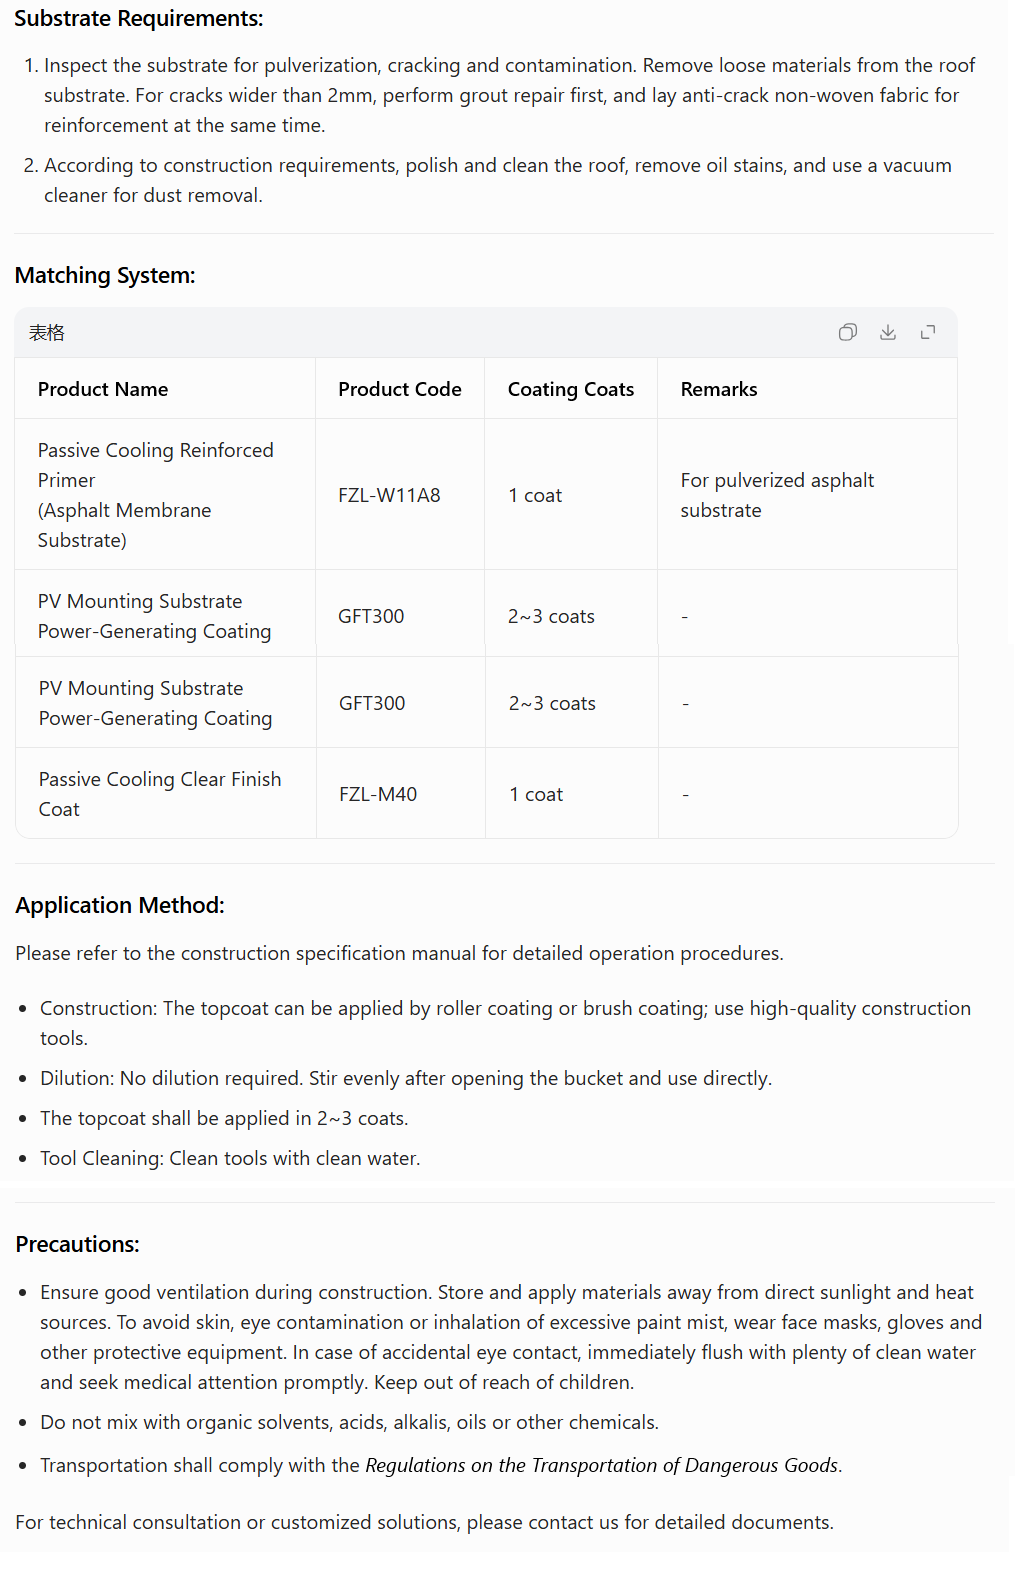 Substrate Requirements:
1. Inspect the substrate for pulverization, cracking and contamination. Remove loose materials from the roof
substrate. For cracks wider than 2mm, perform grout repair first, and lay anti-crack non-woven fabric for
reinforcement at the same time.
2. According to construction requirements, polish and clean the roof, remove oil stains, and use a vacuum
cleaner for dust removal.
Matching System:
表格
Product Name Product Code Coating Coats Remarks
Passive Cooling Reinforced
Primer
(Asphalt Membrane
Substrate)
FZL-W11A8
1 coat
For pulverized asphalt
substrate
PV Mounting Substrate
Power-Generating Coating
GFT300
2~3 coats
-
PV Mounting Substrate
Power-Generating Coating
GFT300
2~3 coats
-
Passive Cooling Clear Finish
Coat
FZL-M40
1 coat
-
Application Method:
Please refer to the construction specification manual for detailed operation procedures.
• Construction: The topcoat can be applied by roller coating or brush coating; use high-quality construction
tools.
• Dilution: No dilution required. Stir evenly after opening the bucket and use directly.
• The topcoat shall be applied in 2~3 coats.
• Tool Cleaning: Clean tools with clean water.
Precautions:
• Ensure good ventilation during construction. Store and apply materials away from direct sunlight and heat
sources. To avoid skin, eye contamination or inhalation of excessive paint mist, wear face masks, gloves and
other protective equipment. In case of accidental eye contact, immediately flush with plenty of clean water
and seek medical attention promptly. Keep out of reach of children.
• Do not mix with organic solvents, acids, alkalis, oils or other chemicals.
• Transportation shall comply with the Regulations on the Transportation of Dangerous Goods.
For technical consultation or customized solutions, please contact us for detailed documents.